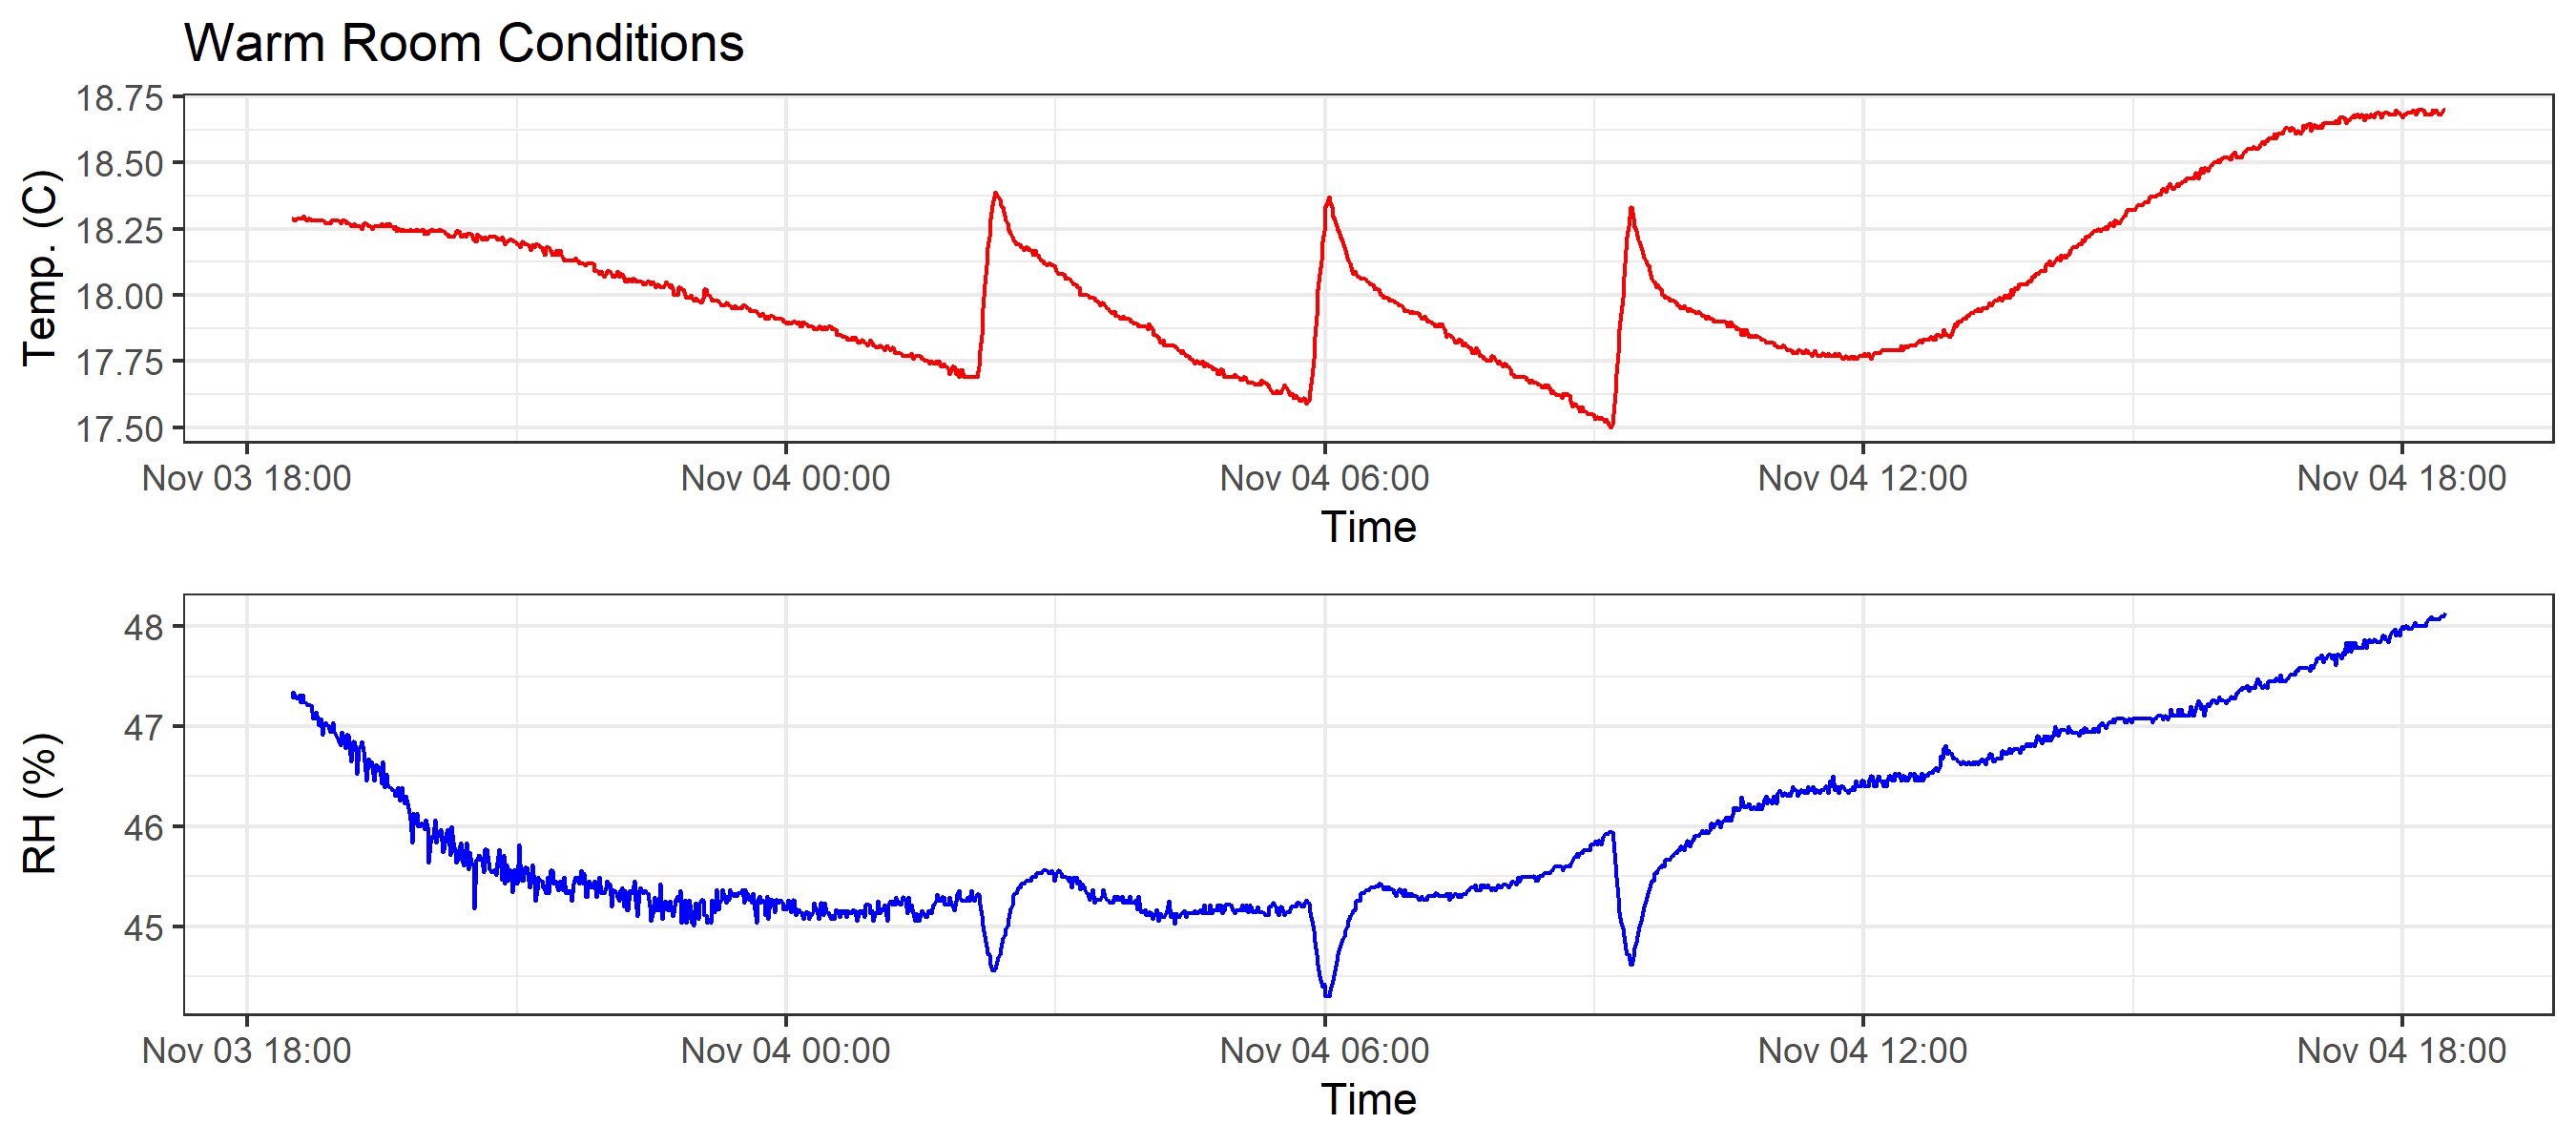 Warm Room Conditions
Temp. (C)
18.75
18.50
18.25
18.00
17.75
17.50
Nov 03 18:00 Nov 04 00:00 Nov 04 06:00 Nov 04 12:00 Nov 04 18:00
Time
RH (%)
48
47
46
45
Nov 03 18:00 Nov 04 00:00 Nov 04 06:00 Nov 04 12:00 Nov 04 18:00
Time